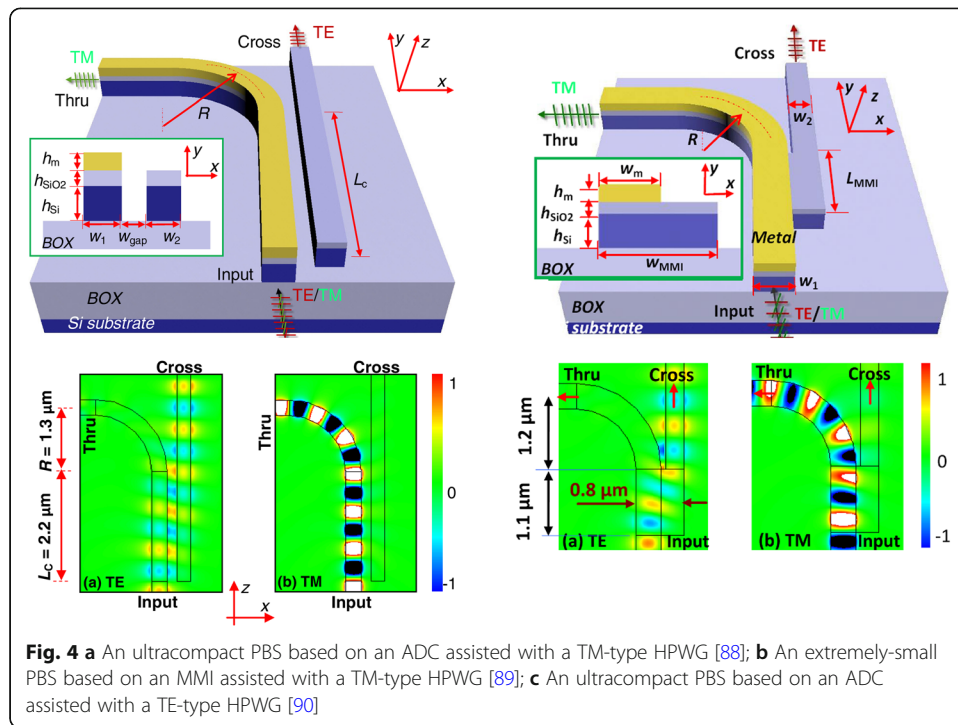 Cross
TE
y
z
x
TM
Thru
R
L_c
h_m
h_SiO2
h_Si
y
x
BOX
w_1
w_gap
w_2
Input
BOX
TE/TM
Si substrate
Cross
TE
TM
Thru
y
z
x
w_2
R
L_MMI
w_m
y
x
h_m
h_SiO2
h_Si
Metal
BOX
w_MMI
w_1
Input
BOX
TE/TM
substrate
Cross
Cross
1
0
-1
Thru
Thru
R = 1.3 μm
L_C = 2.2 μm
(a) TE
(b) TM
Input
z
x
Thru
Cross
Thru
Cross
1
0
-1
1.2 μm
1.1 μm
0.8 μm
(a) TE
Input
(b) TM
Input
Fig. 4 a An ultracompact PBS based on an ADC assisted with a TM-type HPWG [88]; b An extremely-small
PBS based on an MMI assisted with a TM-type HPWG [89]; c An ultracompact PBS based on an ADC
assisted with a TE-type HPWG [90]